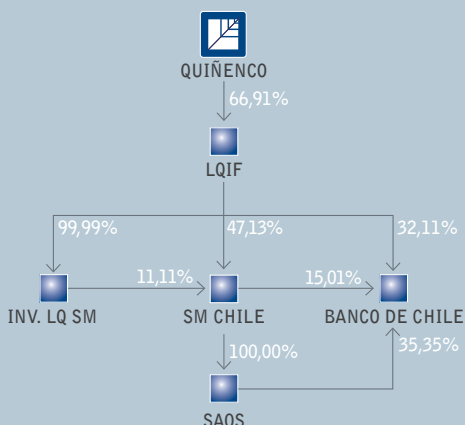 QUIÑENCO
66,91%
LQIF
99,99%
47,13%
32,11%
11,11%
15,01%
INV. LQ SM
SM CHILE
BANCO DE CHILE
100,00%
35,35%
SAOS